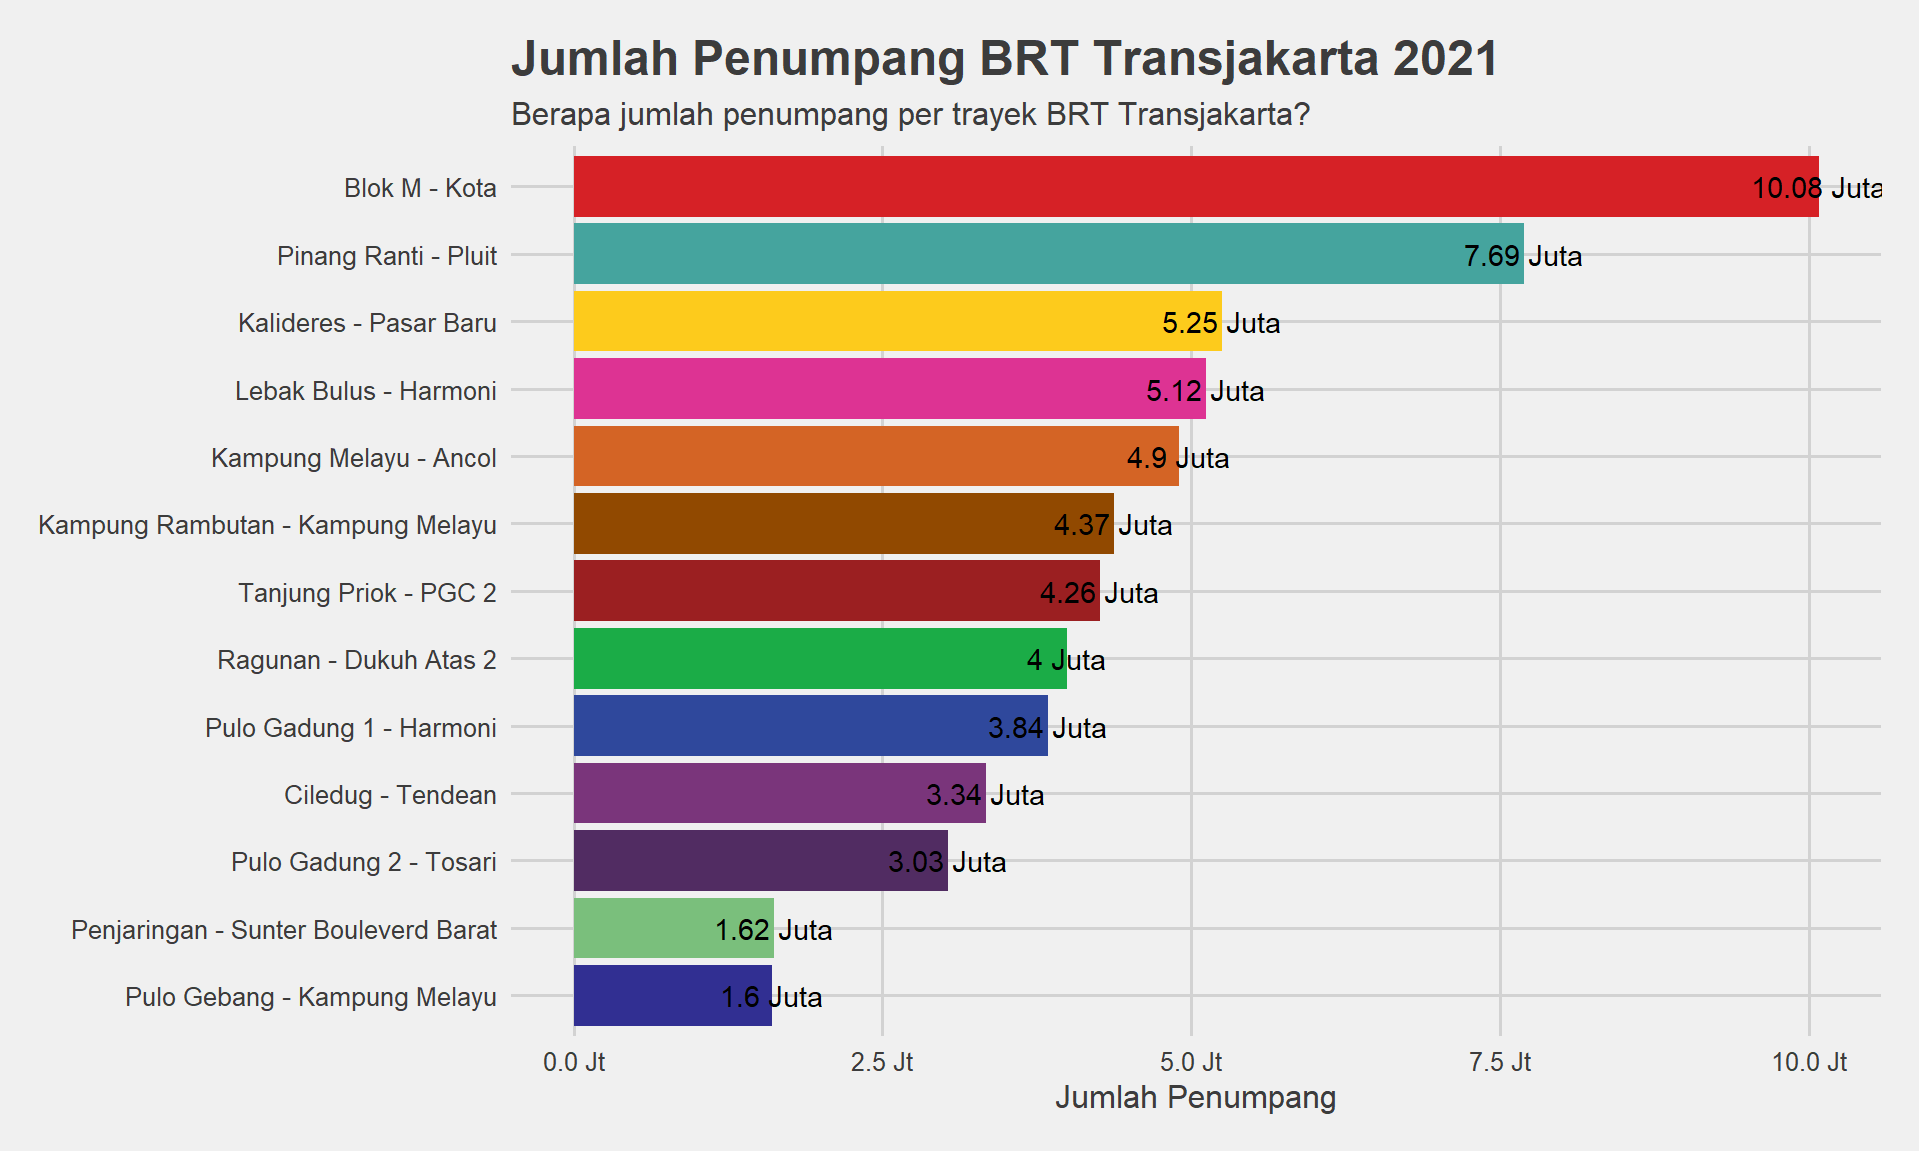 Jumlah Penumpang BRT Transjakarta 2021
Berapa jumlah penumpang per trayek BRT Transjakarta?
Blok M - Kota 10.08 Juta
Pinang Ranti - Pluit 7.69 Juta
Kalideres - Pasar Baru 5.25 Juta
Lebak Bulus - Harmoni 5.12 Juta
Kampung Melayu - Ancol 4.9 Juta
Kampung Rambutan - Kampung Melayu 4.37 Juta
Tanjung Priok - PGC 2 4.26 Juta
Ragunan - Dukuh Atas 2 4 Juta
Pulo Gadung 1 - Harmoni 3.84 Juta
Ciledug - Tendean 3.34 Juta
Pulo Gadung 2 - Tosari 3.03 Juta
Penjaringan - Sunter Bouleverd Barat 1.62 Juta
Pulo Gebang - Kampung Melayu 1.6 Juta
0.0 Jt 2.5 Jt 5.0 Jt 7.5 Jt 10.0 Jt
Jumlah Penumpang